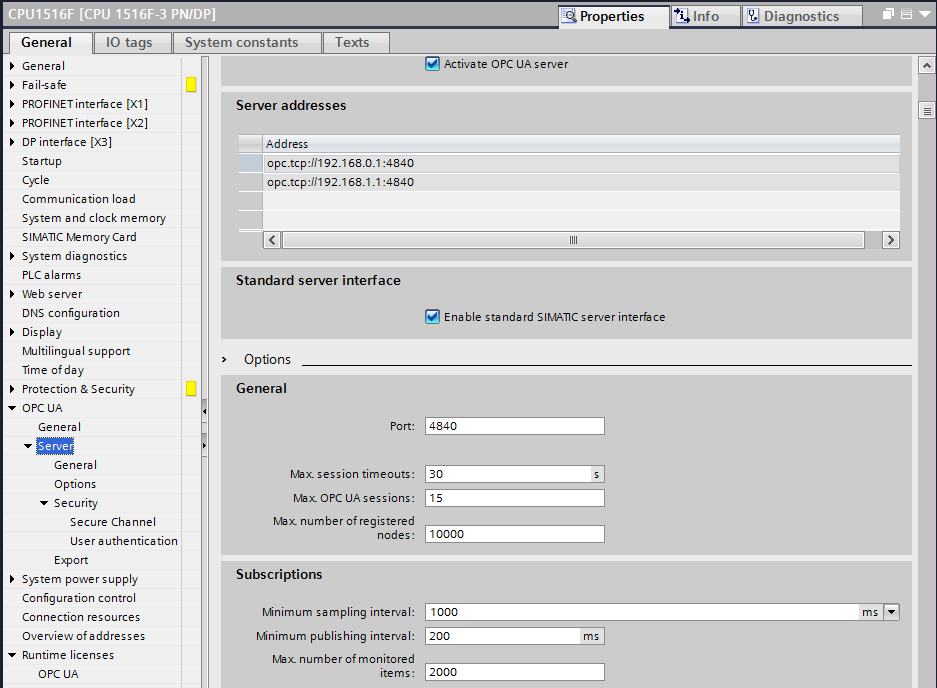 CPU1516F [CPU 1516F-3 PN/DP]
Properties
Info
Diagnostics
General
IO tags
System constants
Texts
General
Fail-safe
PROFINET interface [X1]
PROFINET interface [X2]
DP interface [X3]
Startup
Cycle
Communication load
System and clock memory
SIMATIC Memory Card
System diagnostics
PLC alarms
Web server
DNS configuration
Display
Multilingual support
Time of day
Protection & Security
OPC UA
General
Server
General
Options
Security
Secure Channel
User authentication
Export
System power supply
Configuration control
Connection resources
Overview of addresses
Runtime licenses
OPC UA
Activate OPC UA server
Server addresses
Address
opc.tcp://192.168.0.1:4840
opc.tcp://192.168.1.1:4840
Standard server interface
Enable standard SIMATIC server interface
Options
General
Port: 4840
Max. session timeouts: 30 s
Max. OPC UA sessions: 15
Max. number of registered
nodes: 10000
Subscriptions
Minimum sampling interval: 1000 ms
Minimum publishing interval: 200 ms
Max. number of monitored
items: 2000